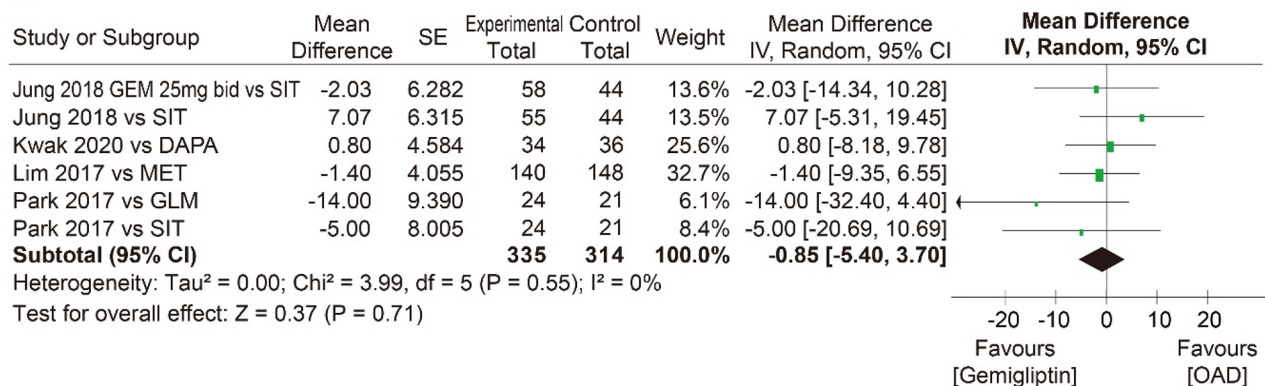 Study or Subgroup Mean Difference SE Experimental Total Control Total Weight Mean Difference IV, Random, 95% CI Mean Difference IV, Random, 95% CI
Jung 2018 GEM 25mg bid vs SIT -2.03 6.282 58 44 13.6% -2.03 [-14.34, 10.28]
Jung 2018 vs SIT 7.07 6.315 55 44 13.5% 7.07 [-5.31, 19.45]
Kwak 2020 vs DAPA 0.80 4.584 34 36 25.6% 0.80 [-8.18, 9.78]
Lim 2017 vs MET -1.40 4.055 140 148 32.7% -1.40 [-9.35, 6.55]
Park 2017 vs GLM -14.00 9.390 24 21 6.1% -14.00 [-32.40, 4.40]
Park 2017 vs SIT -5.00 8.005 24 21 8.4% -5.00 [-20.69, 10.69]
Subtotal (95% CI) 335 314 100.0% -0.85 [-5.40, 3.70]
Heterogeneity: Tau² = 0.00; Chi² = 3.99, df = 5 (P = 0.55); I² = 0%
Test for overall effect: Z = 0.37 (P = 0.71)
-20 -10 0 10 20
Favours [Gemigliptin] Favours [OAD]